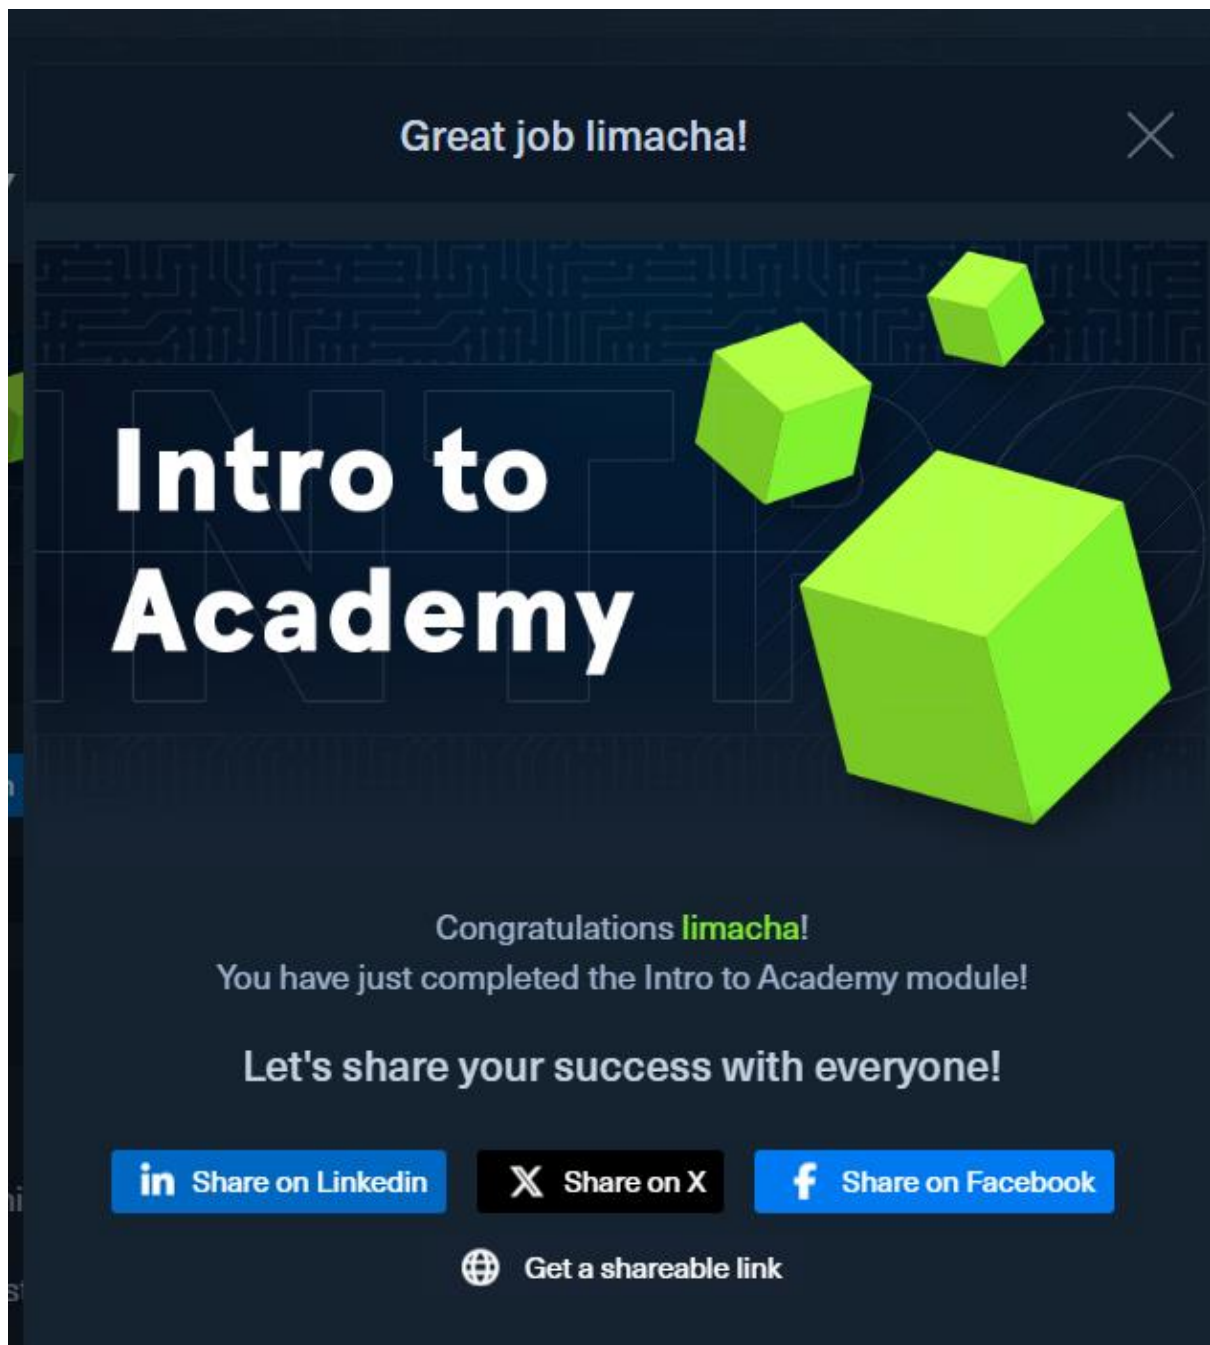 Great job limacha!
Intro to
Academy
Congratulations limacha!
You have just completed the Intro to Academy module!
Let's share your success with everyone!
Share on Linkedin
Share on X
Share on Facebook
Get a shareable link